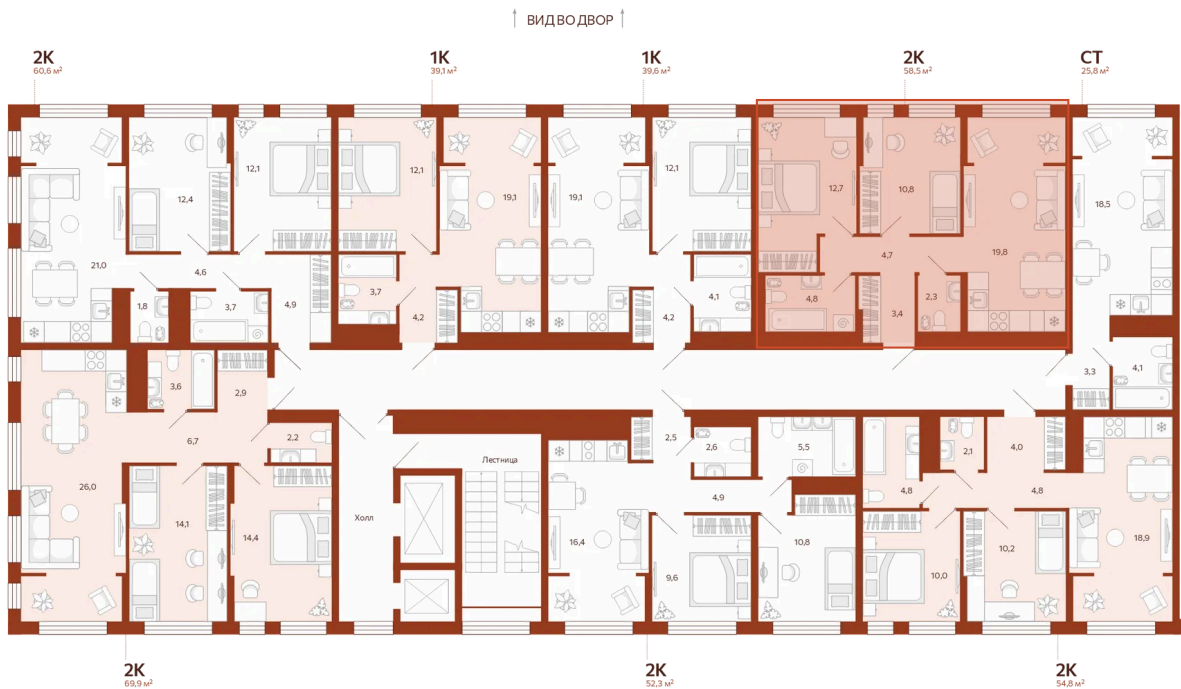 ВИД ВО ДВОР
2К
60,6 м²
1К
39,1 м²
1К
39,6 м²
2К
58,5 м²
СТ
25,8 м²
12,4
12,1
12,1
19,1
19,1
12,1
12,7
10,8
19,8
18,5
21,0
4,6
1,8
3,7
4,9
3,7
4,2
4,2
4,1
4,7
4,8
3,4
2,3
3,3
4,1
3,6
2,9
6,7
2,2
26,0
14,1
14,4
Холл
Лестница
2,5
2,6
5,5
4,9
16,4
9,6
10,8
4,8
2,1
4,0
4,8
10,0
10,2
18,9
2К
69,9 м²
2К
52,3 м²
2К
54,8 м²